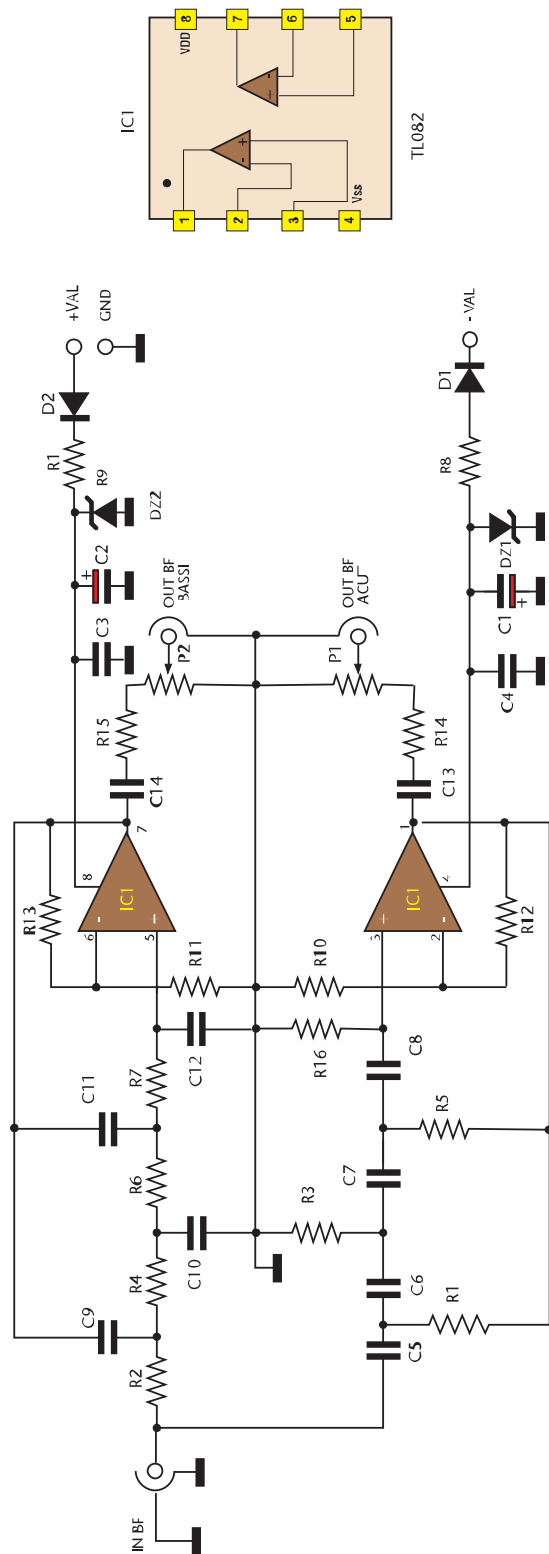 IN BF
R2
C9
R4
C10
R6
C11
R7
C12
R11
R13
6
5
-
+
IC1
8
7
C14
R15
P2
OUT BF
BASSI
C3
+
C2
R9
DZ2
R1
D2
+VAL
GND
C5
R1
C6
R3
C7
R5
C8
R16
R10
R12
3
2
+
-
IC1
4
1
C13
R14
P1
OUT BF
ACU
C4
C1
+
DZ1
R8
D1
- VAL
IC1
1
2
3
4
Vss
-
+
VDD
8
7
6
5
-
+
TL082